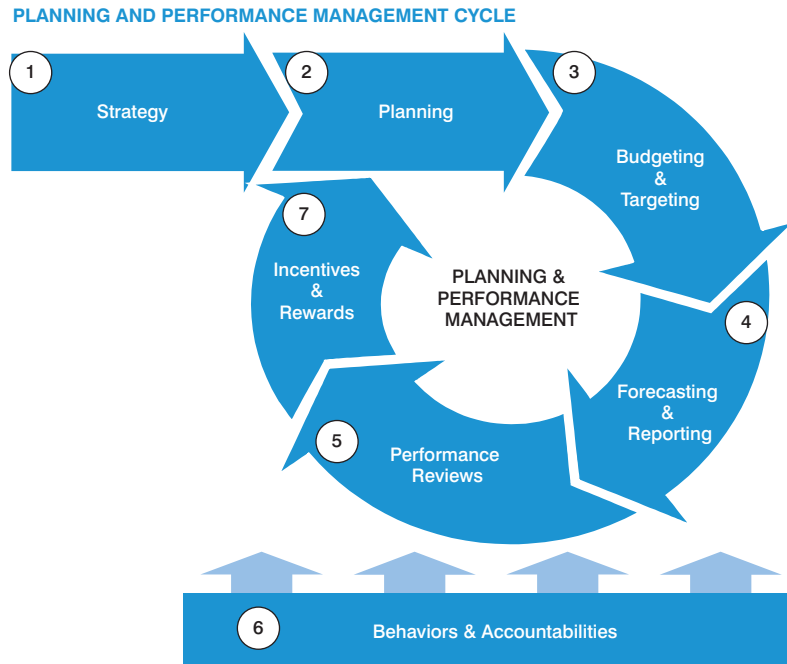 PLANNING AND PERFORMANCE MANAGEMENT CYCLE
1
Strategy
2
Planning
3
Budgeting
&
Targeting
4
Forecasting
&
Reporting
5
Performance
Reviews
7
Incentives
&
Rewards
PLANNING &
PERFORMANCE
MANAGEMENT
6
Behaviors & Accountabilities